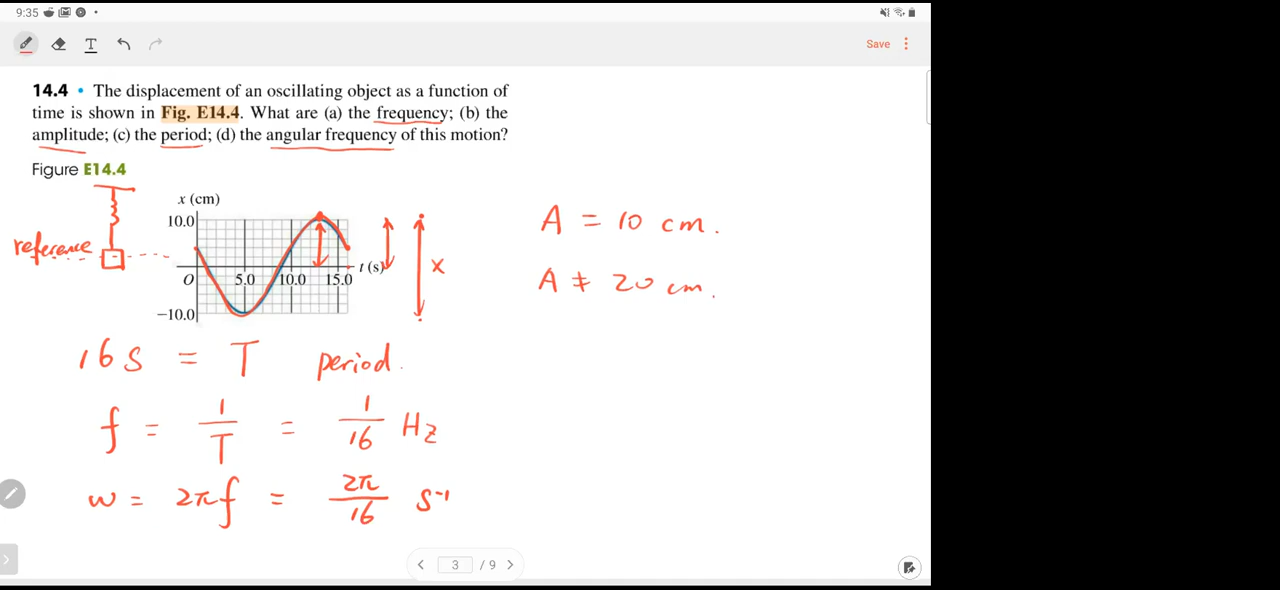 9:35
Save
14.4 • The displacement of an oscillating object as a function of
time is shown in Fig. E14.4. What are (a) the frequency; (b) the
amplitude; (c) the period; (d) the angular frequency of this motion?
Figure E14.4
x (cm)
10.0
reference
t (s)
O 5.0 10.0 15.0
−10.0
x
A = 10 cm.
A ≠ 20 cm.
16 s = T period.
f = 1/T = 1/16 Hz
w = 2πf = 2π/16 s⁻¹
3 / 9